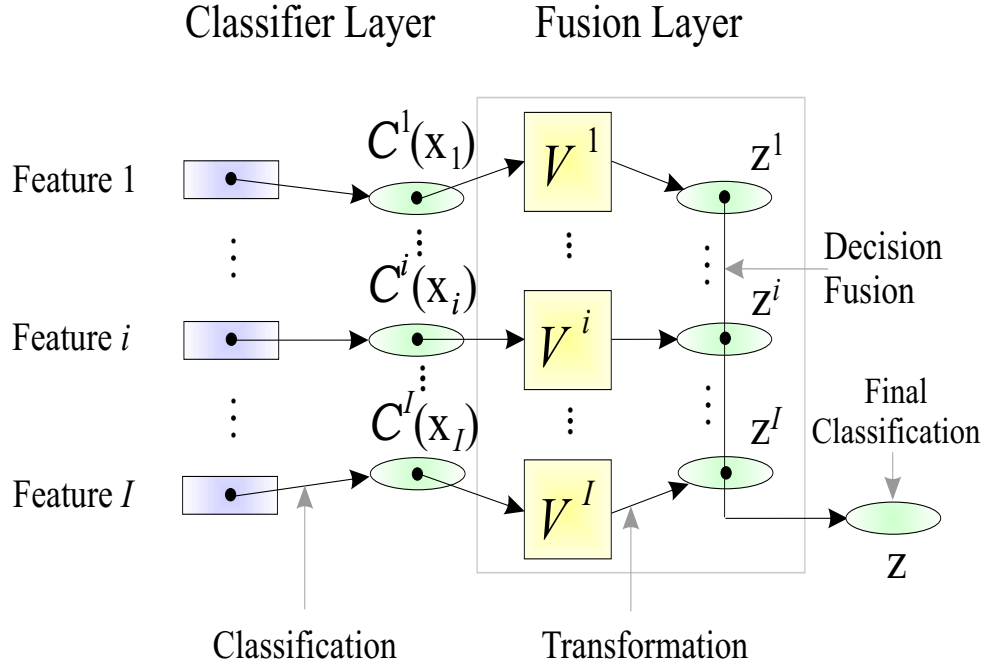 Classifier Layer
Fusion Layer
Feature 1
C¹(x₁)
V¹
z¹
Decision
Fusion
Feature i
Cⁱ(xᵢ)
Vⁱ
zⁱ
Final
Classification
Feature I
Cᴵ(x_I)
Vᴵ
zᴵ
z
Classification
Transformation